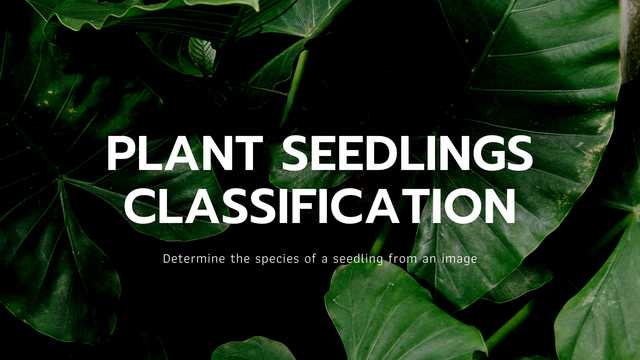 PLANT SEEDLINGS
CLASSIFICATION
Determine the species of a seedling from an image